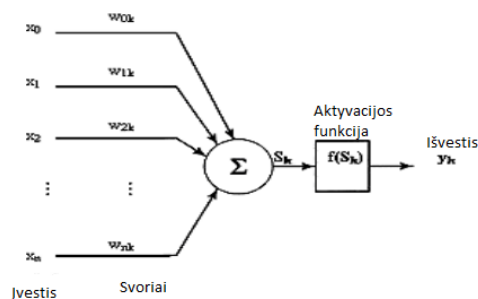 x0 w0k
x1 w1k
Aktyvacijos
funkcija
x2 w2k
Išvestis
Σ Sk f(Sk) yk
⋮ ⋮
xn wnk
Įvestis Svoriai